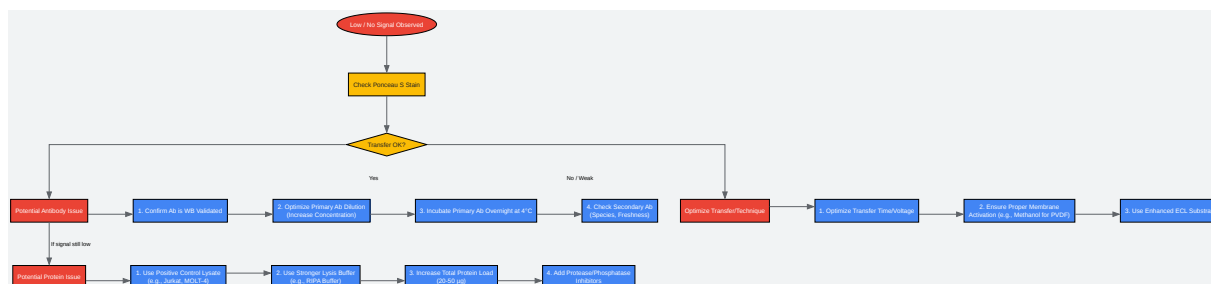 Low / No Signal Observed
Check Ponceau S Stain
Transfer OK?
Yes
No / Weak
Potential Antibody Issue
1. Confirm Ab is WB Validated
2. Optimize Primary Ab Dilution
(Increase Concentration)
3. Incubate Primary Ab Overnight at 4°C
4. Check Secondary Ab
(Species, Freshness)
Optimize Transfer/Technique
1. Optimize Transfer Time/Voltage
2. Ensure Proper Membrane
Activation (e.g., Methanol for PVDF)
3. Use Enhanced ECL
If signal still low
Potential Protein Issue
1. Use Positive Control Lysate
(e.g., Jurkat, MOLT-4)
2. Use Stronger Lysis Buffer
(e.g., RIPA Buffer)
3. Increase Total Protein Load
(20-50 µg)
4. Add Protease/Phosphatase
Inhibitors